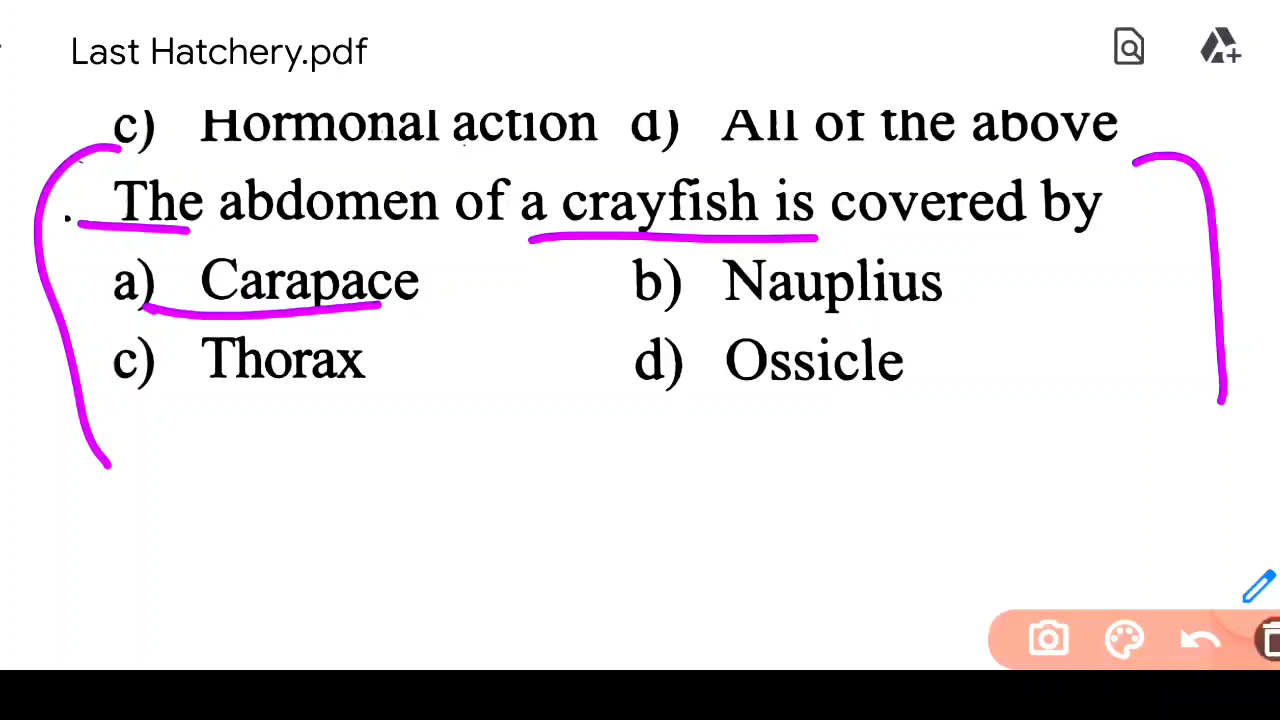 Last Hatchery.pdf
c) Hormonal action d) All of the above
. The abdomen of a crayfish is covered by
a) Carapace b) Nauplius
c) Thorax d) Ossicle